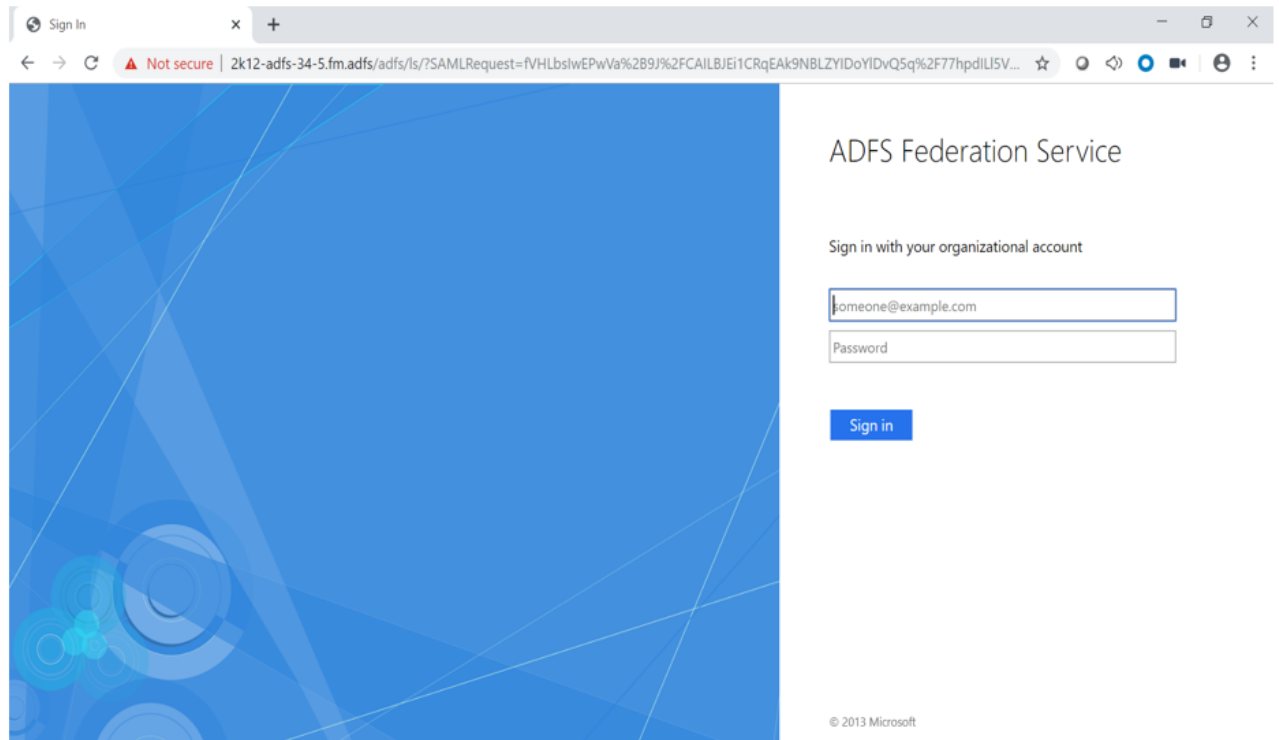 Sign In
Not secure | 2k12-adfs-34-5.fm.adfs/adfs/ls/?SAMLRequest=fVHLbsIwEPwVa%2B9J%2FCAILBJEi1CRqEAk9NBLZYIDoYlDvQ5q%2F77hpdILl5V...
ADFS Federation Service
Sign in with your organizational account
someone@example.com
Password
Sign in
© 2013 Microsoft